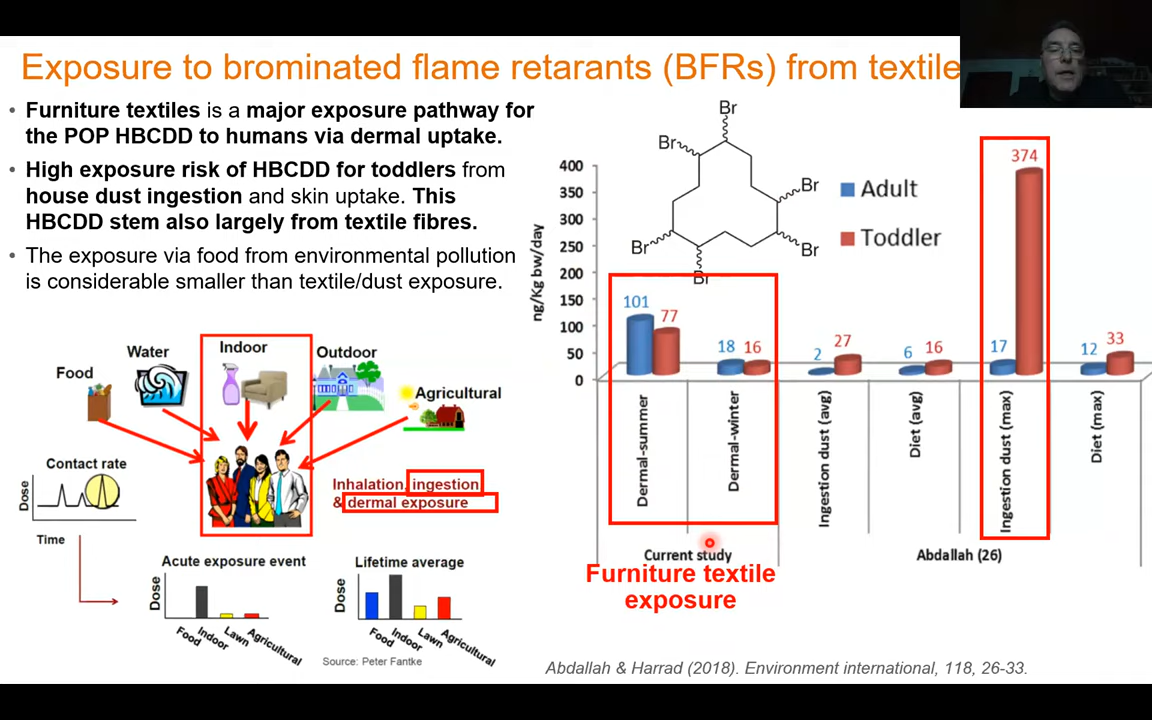 Exposure to brominated flame retarants (BFRs) from textile
• Furniture textiles is a major exposure pathway for
the POP HBCDD to humans via dermal uptake.
• High exposure risk of HBCDD for toddlers from
house dust ingestion and skin uptake. This
HBCDD stem also largely from textile fibres.
• The exposure via food from environmental pollution
is considerable smaller than textile/dust exposure.
Food
Water
Indoor
Outdoor
Agricultural
Contact rate
Dose
Time
Inhalation, ingestion
& dermal exposure
Acute exposure event
Dose
Food
Indoor
Lawn
Agricultural
Lifetime average
Dose
Food
Indoor
Lawn
Agricultural
Source: Peter Fantke
Br
Br
Br
Br
Br
Br
Adult
Toddler
ng/Kg bw/day
400
350
300
250
200
150
100
50
0
101
77
18
16
2
27
6
16
17
374
12
33
Dermal-summer
Dermal-winter
Ingestion dust (avg)
Diet (avg)
Ingestion dust (max)
Diet (max)
Current study
Abdallah (26)
Furniture textile
exposure
Abdallah & Harrad (2018). Environment international, 118, 26-33.